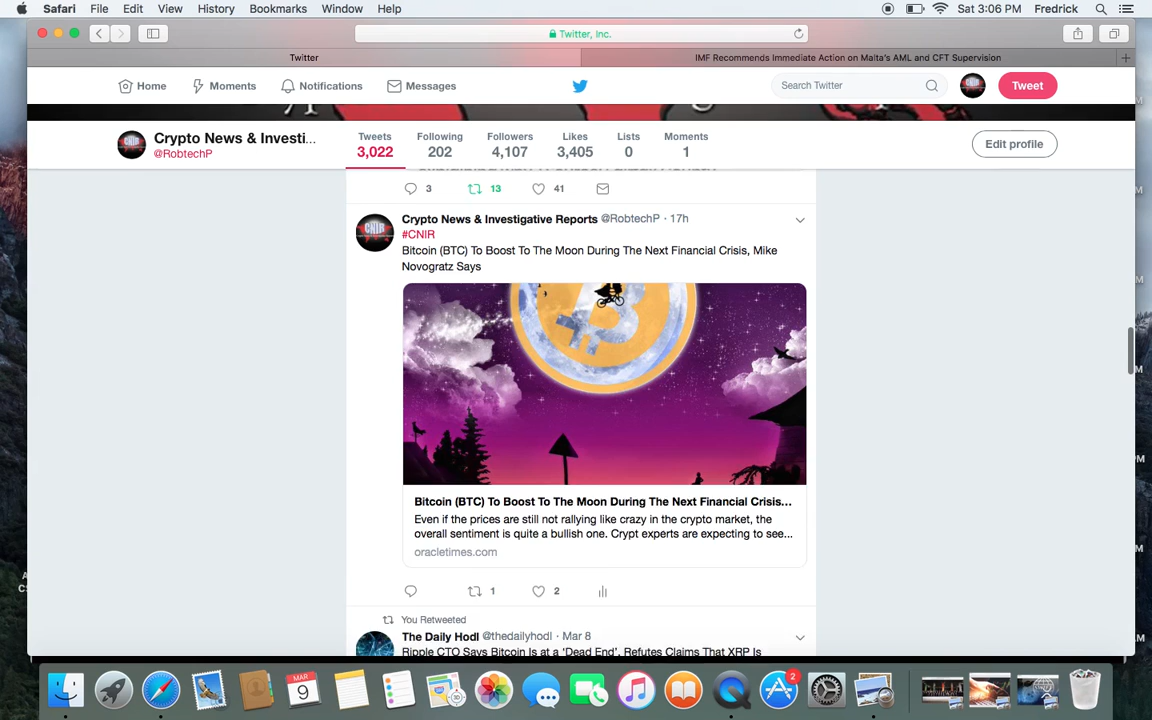 Safari File Edit View History Bookmarks Window Help Sat 3:06 PM Fredrick
Twitter, Inc.
Twitter IMF Recommends Immediate Action on Malta's AML and CFT Supervision
Home Moments Notifications Messages Search Twitter Tweet
Crypto News & Investi...
@RobtechP
Tweets Following Followers Likes Lists Moments
3,022 202 4,107 3,405 0 1
Edit profile
3 13 41
Crypto News & Investigative Reports @RobtechP · 17h
#CNIR
Bitcoin (BTC) To Boost To The Moon During The Next Financial Crisis, Mike
Novogratz Says
CNIR
Bitcoin (BTC) To Boost To The Moon During The Next Financial Crisis...
Even if the prices are still not rallying like crazy in the crypto market, the
overall sentiment is quite a bullish one. Crypt experts are expecting to see...
oracletimes.com
1 2
You Retweeted
The Daily Hodl @thedailyhodl · Mar 8
Ripple CTO Says Bitcoin Is at a 'Dead End', Refutes Claims That XRP Is
MAR
9
2